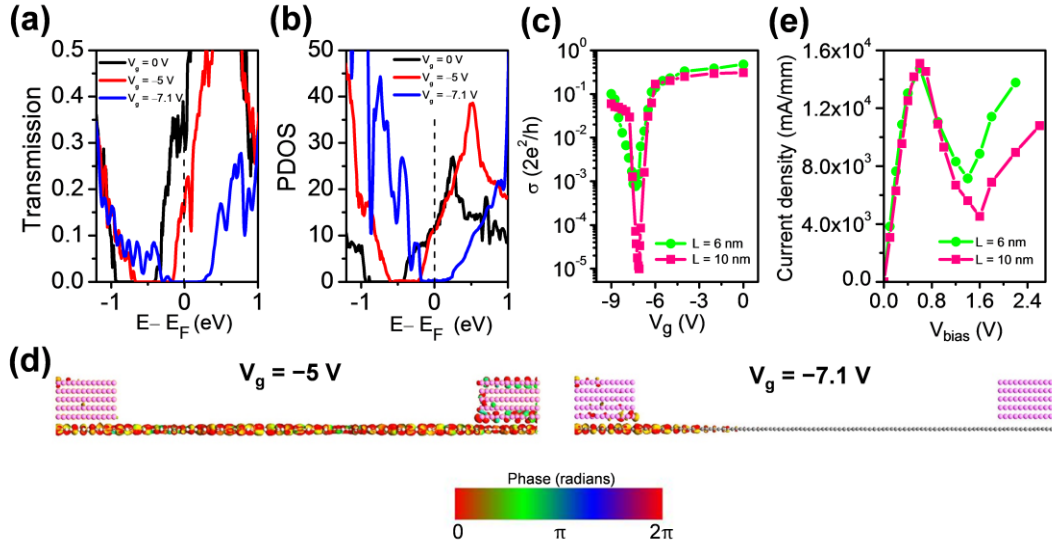 (a)
Transmission
0.5
0.4
0.3
0.2
0.1
0.0
V_g = 0 V
V_g = −5 V
V_g = −7.1 V
-1 0 1
E− E_F (eV)
(b)
PDOS
50
40
30
20
10
0
V_g = 0 V
V_g = −5 V
V_g = −7.1 V
-1 0 1
E− E_F (eV)
(c)
σ (2e²/h)
10⁰
10⁻¹
10⁻²
10⁻³
10⁻⁴
10⁻⁵
L = 6 nm
L = 10 nm
-9 -6 -3 0
V_g (V)
(e)
Current density (mA/mm)
1.6x10⁴
1.2x10⁴
8.0x10³
4.0x10³
0.0
L = 6 nm
L = 10 nm
0.0 0.8 1.6 2.4
V_bias (V)
(d)
V_g = −5 V
V_g = −7.1 V
Phase (radians)
0 π 2π